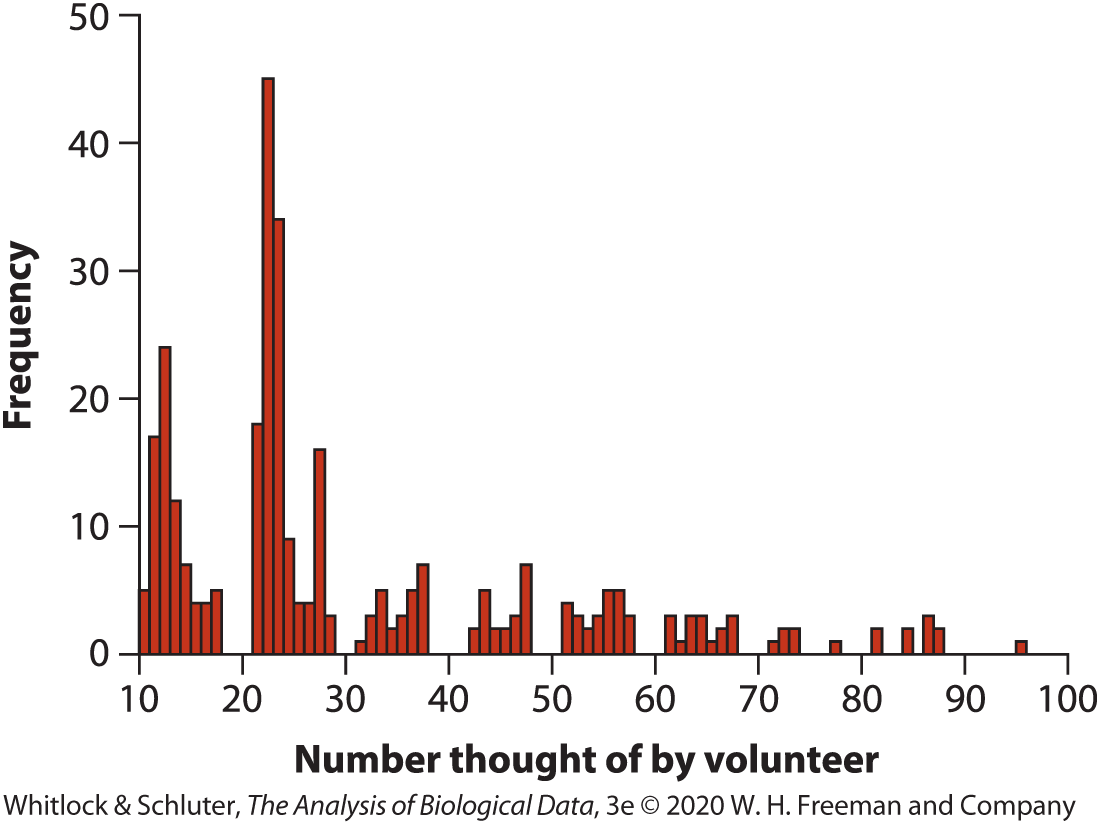 50
40
30
20
10
0
Frequency
10 20 30 40 50 60 70 80 90 100
Number thought of by volunteer
Whitlock & Schluter, The Analysis of Biological Data, 3e © 2020 W. H. Freeman and Company